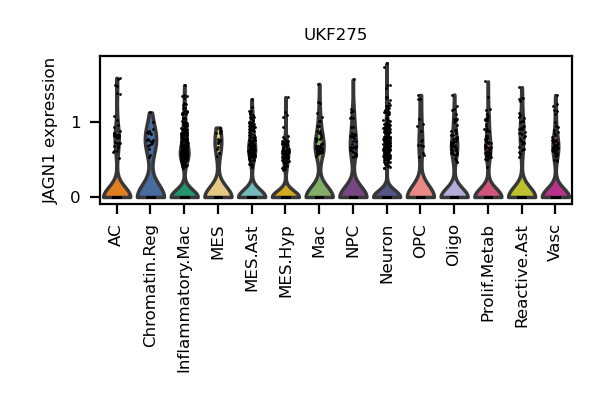 UKF275
JAGN1 expression
1
0
AC
Chromatin.Reg
Inflammatory.Mac
MES
MES.Ast
MES.Hyp
Mac
NPC
Neuron
OPC
Oligo
Prolif.Metab
Reactive.Ast
Vasc